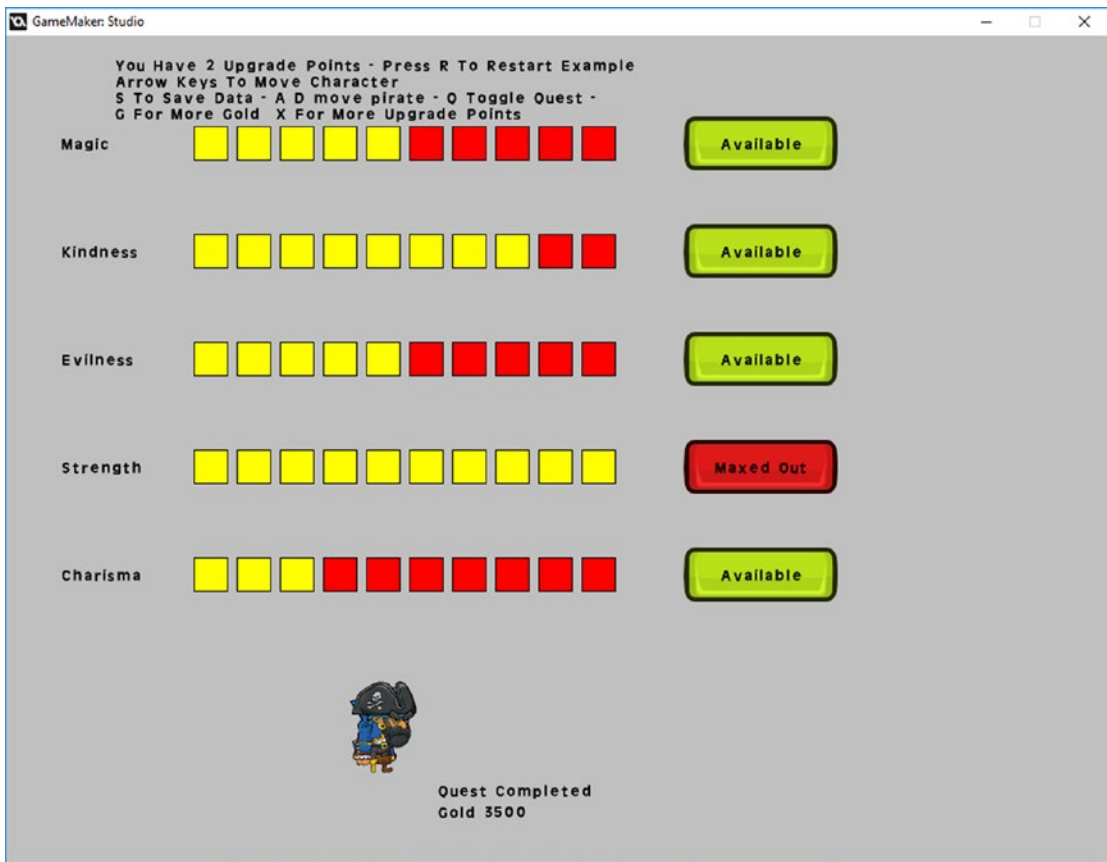 GameMaker: Studio
You Have 2 Upgrade Points - Press R To Restart Example
Arrow Keys To Move Character
S To Save Data - A D move pirate - Q Toggle Quest -
G For More Gold  X For More Upgrade Points
Magic Available
Kindness Available
Evilness Available
Strength Maxed Out
Charisma Available
Quest Completed
Gold 3500